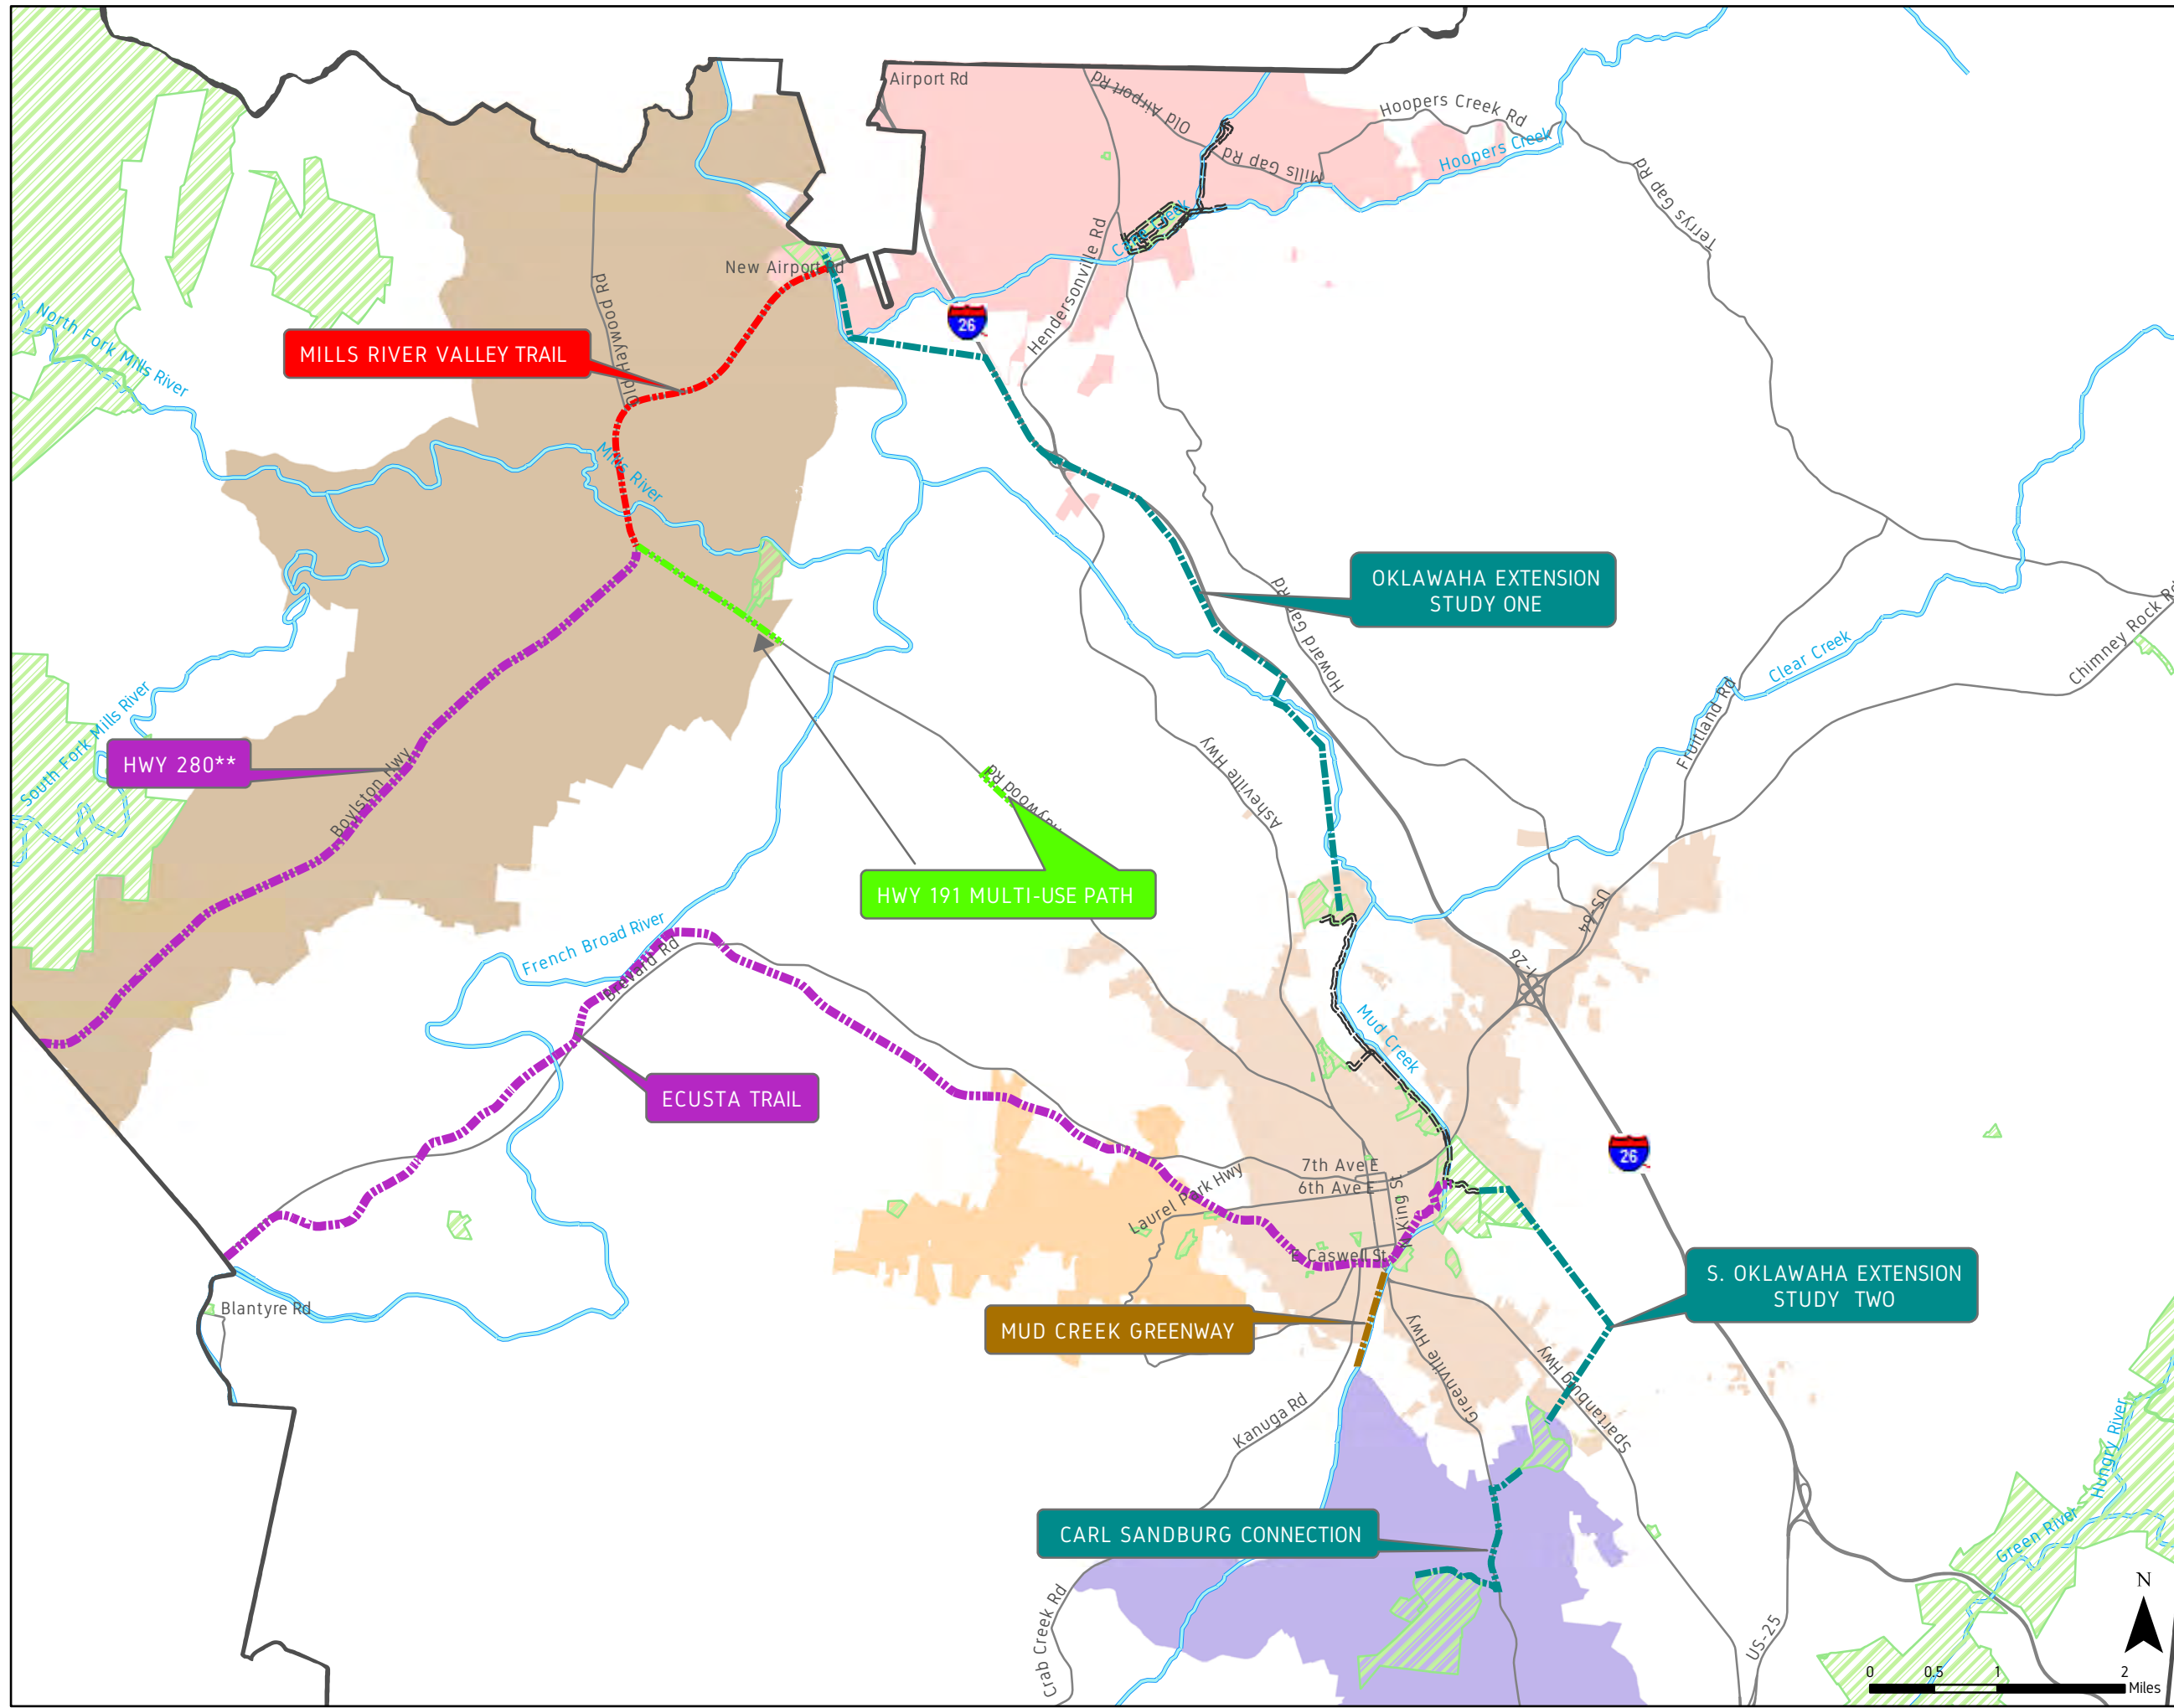 Airport Rd
Old Airport Rd
Hoopers Creek Rd
Mills Gap Rd
Hoopers Creek
Terrys Gap Rd
Cane Creek
Hendersonville Rd
New Airport Rd
Old Haywood Rd
26
North Fork Mills River
MILLS RIVER VALLEY TRAIL
Mills River
OKLAWAHA EXTENSION
STUDY ONE
Howard Gap Rd
Chimney Rock Rd
Clear Creek
Fruitland Rd
South Fork Mills River
HWY 280**
Boylston Hwy
Haywood Rd
Asheville Hwy
HWY 191 MULTI-USE PATH
US-64
I-26
French Broad River
Brevard Rd
Mud Creek
ECUSTA TRAIL
26
7th Ave E
6th Ave E
Laurel Park Hwy
S King St
E Caswell St
S. OKLAWAHA EXTENSION
STUDY TWO
Blantyre Rd
MUD CREEK GREENWAY
Greenville Hwy
Spartanburg Hwy
Kanuga Rd
Hungry River
Green River
CARL SANDBURG CONNECTION
Crab Creek Rd
US-25
N
0 0.5 1 2
Miles